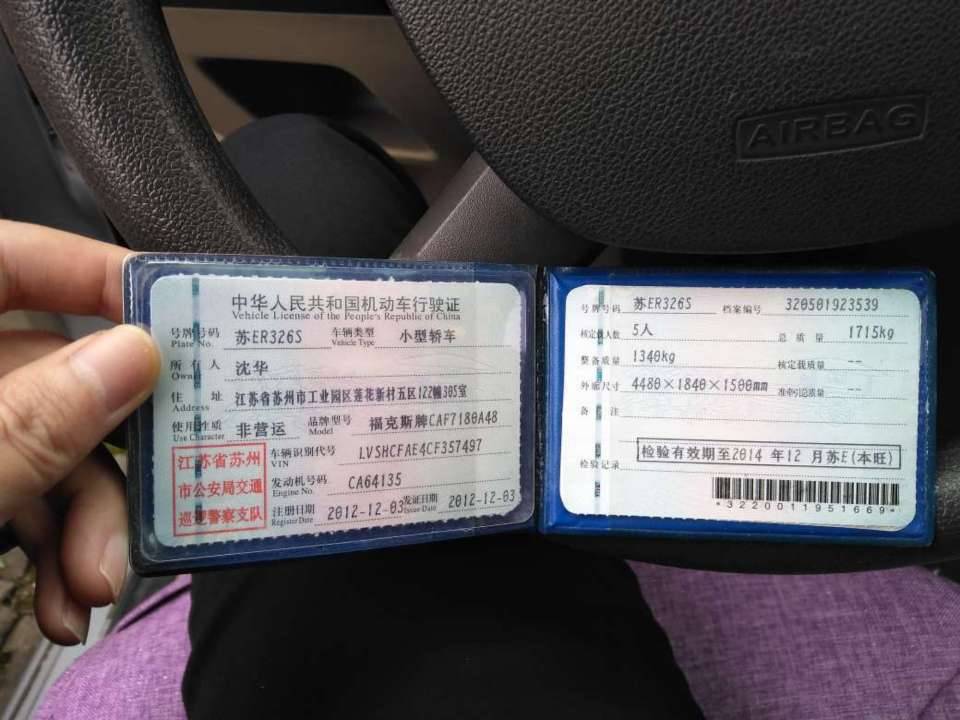 AIRBAG
中华人民共和国机动车行驶证
Vehicle License of the People's Republic of China
号牌号码 苏ER326S 车辆类型 小型轿车
Plate No. Vehicle Type
所有人 沈华
Owner
住址 江苏省苏州市工业园区莲花新村五区122幢305室
Address
使用性质 非营运 品牌型号 福克斯牌CAF7180A48
Use Character Model
江苏省苏州
市公安局交通
巡逻警察支队
车辆识别代号 LVSHCFAE4CF357497
VIN
发动机号码 CA64135
Engine No.
注册日期 2012-12-03 发证日期 2012-12-03
Register Date Issue Date
号牌号码 苏ER326S 档案编号 320501923539
核定载人数 5人 总质量 1715kg
整备质量 1340kg 核定载质量 --
外廓尺寸 4480×1840×1500mm 准牵引总质量 --
备注
检验记录 检验有效期至2014 年12 月苏E(本旺)
*3220011951669*